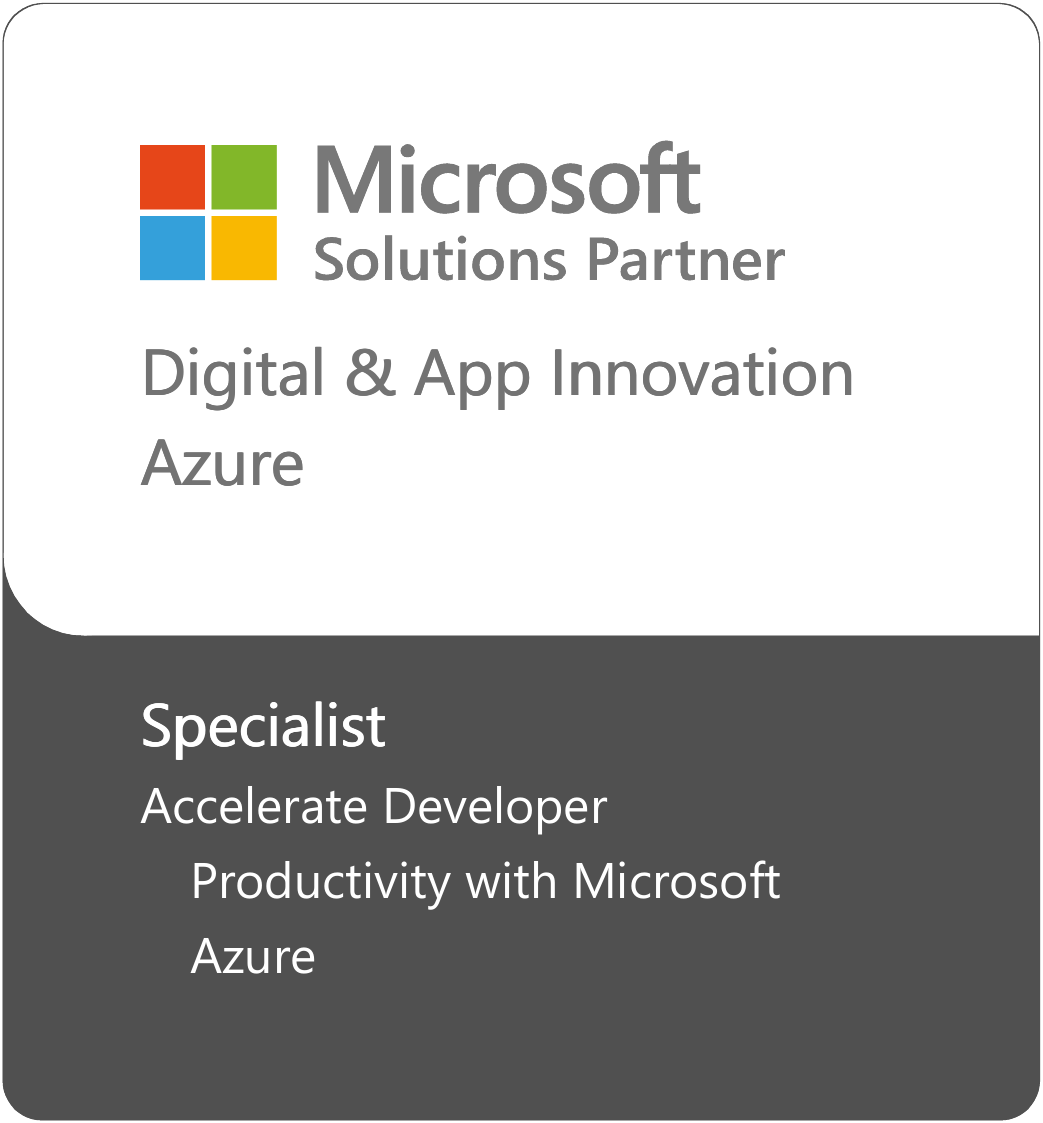 Microsoft
Solutions Partner
Digital & App Innovation
Azure
Specialist
Accelerate Developer
Productivity with Microsoft
Azure